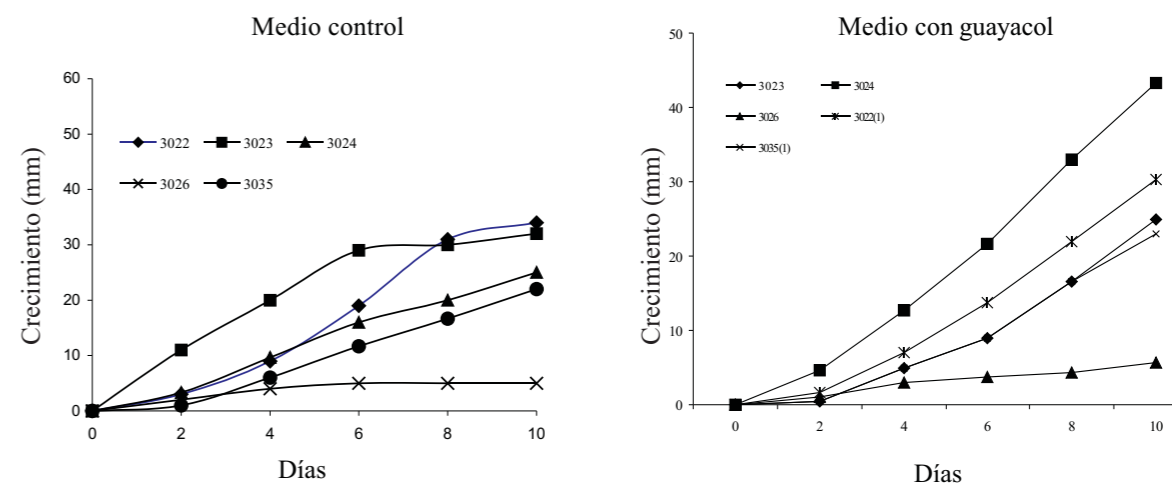 Medio control
60
50
40
30
20
10
0
3022 3023 3024
3026 3035
Crecimiento (mm)
0 2 4 6 8 10
Días
Medio con guayacol
50
40
30
20
10
0
3023 3024
3026 3022(1)
3035(1)
Crecimiento (mm)
0 2 4 6 8 10
Días